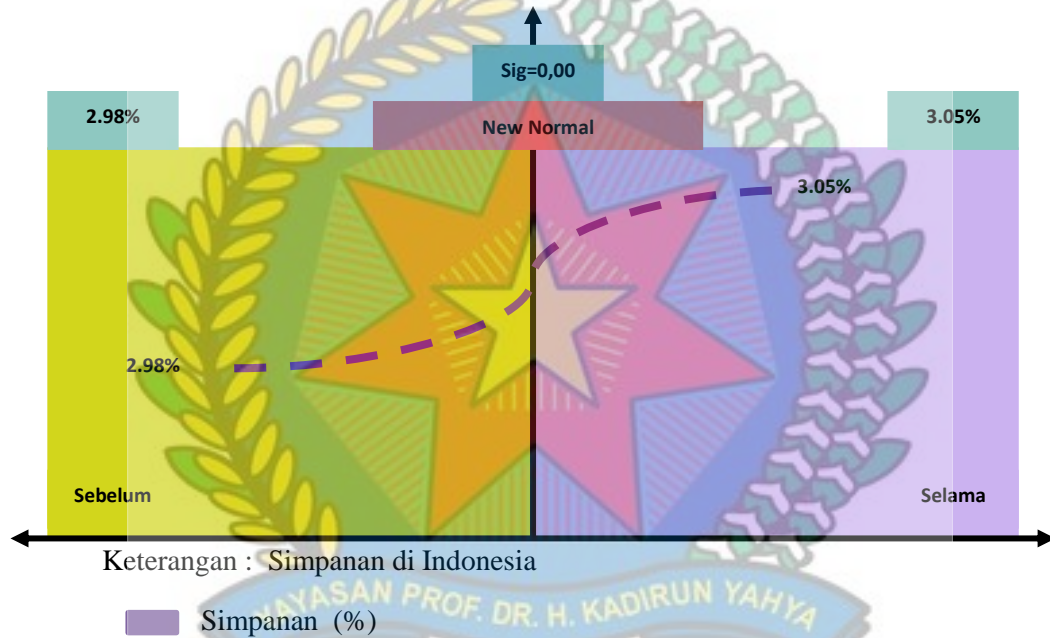 Sig=0,00
2.98%
New Normal
3.05%
3.05%
2.98%
Sebelum
Selama
Keterangan : Simpanan di Indonesia
YAYASAN PROF. DR. H. KADIRUN YAHYA
Simpanan (%)